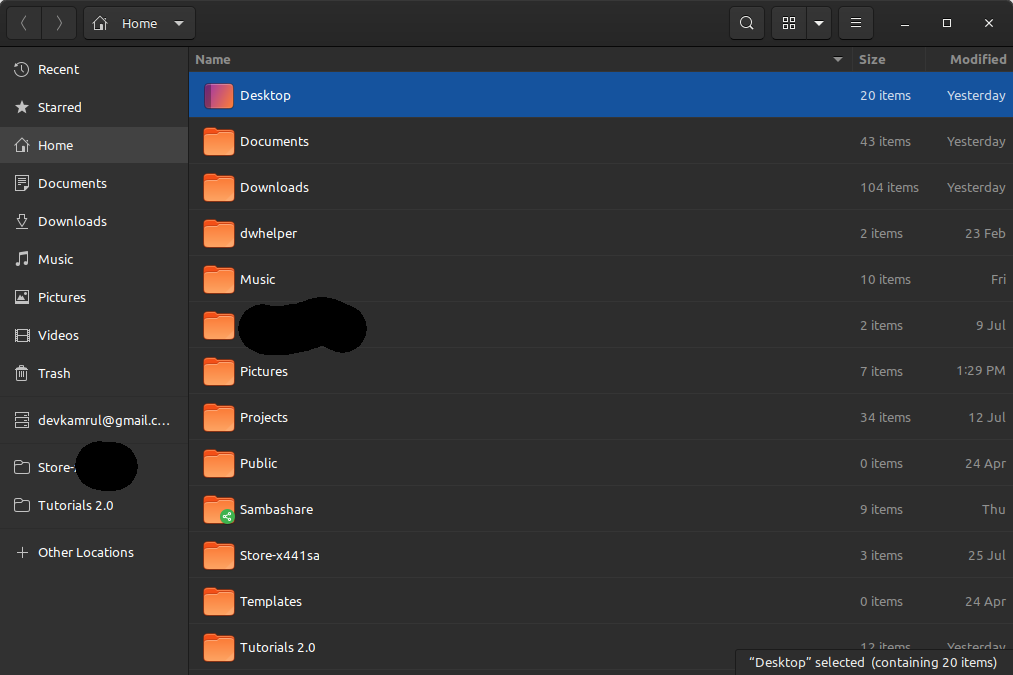 Home
Name Size Modified
Recent
Starred
Home
Documents
Downloads
Music
Pictures
Videos
Trash
devkamrul@gmail.c...
Store-
Tutorials 2.0
Other Locations
Desktop 20 items Yesterday
Documents 43 items Yesterday
Downloads 104 items Yesterday
dwhelper 2 items 23 Feb
Music 10 items Fri
2 items 9 Jul
Pictures 7 items 1:29 PM
Projects 34 items 12 Jul
Public 0 items 24 Apr
Sambashare 9 items Thu
Store-x441sa 3 items 25 Jul
Templates 0 items 24 Apr
Tutorials 2.0 12 items Yesterday
“Desktop” selected (containing 20 items)